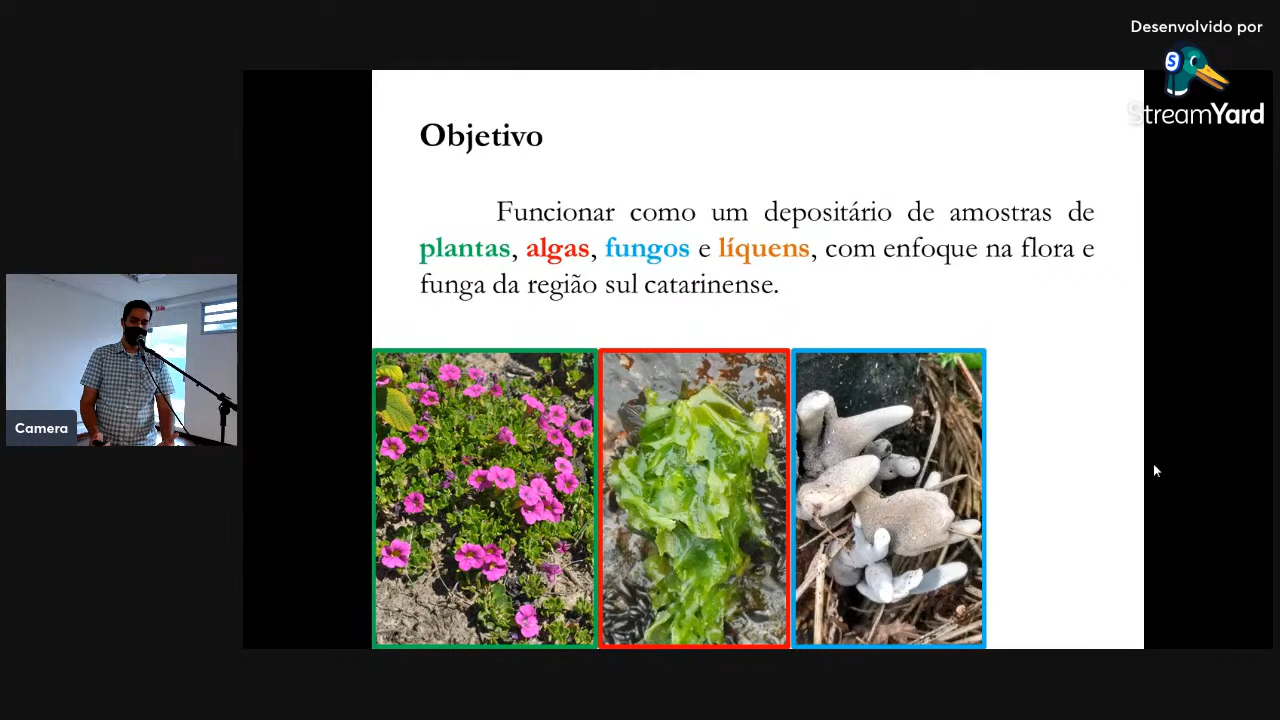 Desenvolvido por
StreamYard
Objetivo
Funcionar como um depositário de amostras de
plantas, algas, fungos e líquens, com enfoque na flora e
funga da região sul catarinense.
Camera